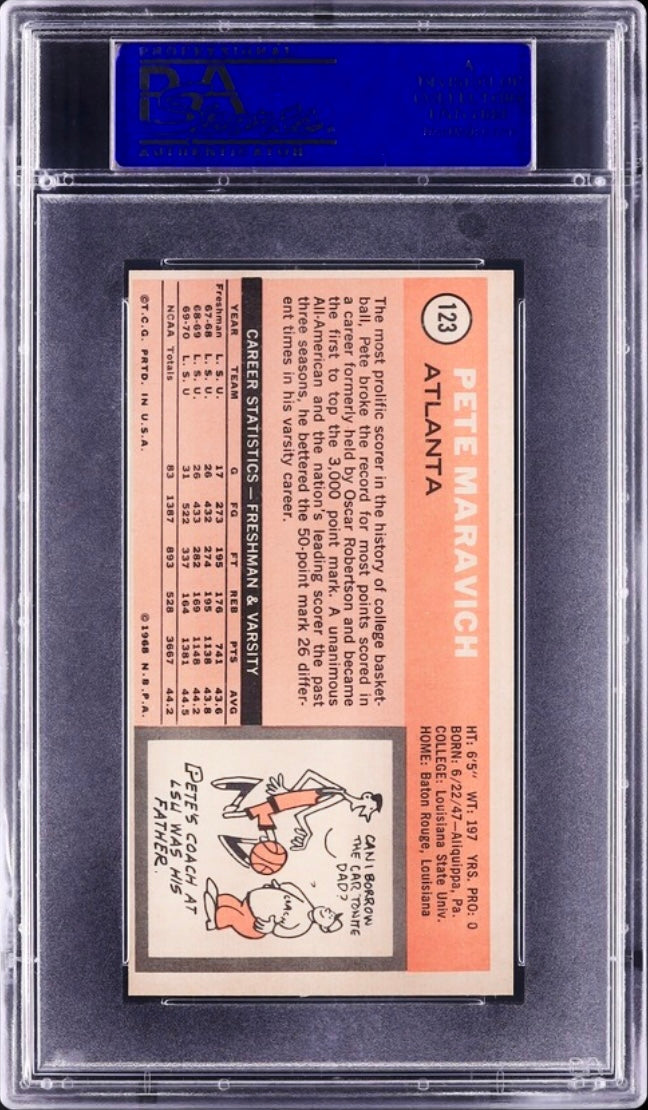 PROFESSIONAL
PSA
AUTHENTICATOR
A
DIVISION OF
COLLECTORS
UNIVERSE
123
PETE MARAVICH
ATLANTA
HT: 6'5" WT: 197 YRS. PRO: 0
BORN: 6/22/47—Aliquippa, Pa.
COLLEGE: Louisiana State Univ.
HOME: Baton Rouge, Louisiana
The most prolific scorer in the history of college basket-
ball, Pete broke the record for most points scored in
a career formerly held by Oscar Robertson and became
the first to top the 3,000 point mark. A unanimous
All-American and the nation's leading scorer the past
three seasons, he bettered the 50-point mark 26 differ-
ent times in his varsity career.
CAREER STATISTICS—FRESHMAN & VARSITY
YEAR TEAM G FG FT REB PTS AVG
Freshman L. S. U. 17 273 195 176 741 43.6
67-68 L. S. U. 26 432 274 195 1138 43.8
68-69 L. S. U. 26 433 282 169 1148 44.2
69-70 L. S. U. 31 522 337 164 1381 44.5
NCAA Totals 83 1387 893 528 3667 44.2
©T.C.G. PRTD. IN U.S.A. ©1968 N.B.P.A.
CAN I BORROW
THE CAR TONITE
DAD?
COACH
PETE'S COACH AT
LSU WAS HIS
FATHER.